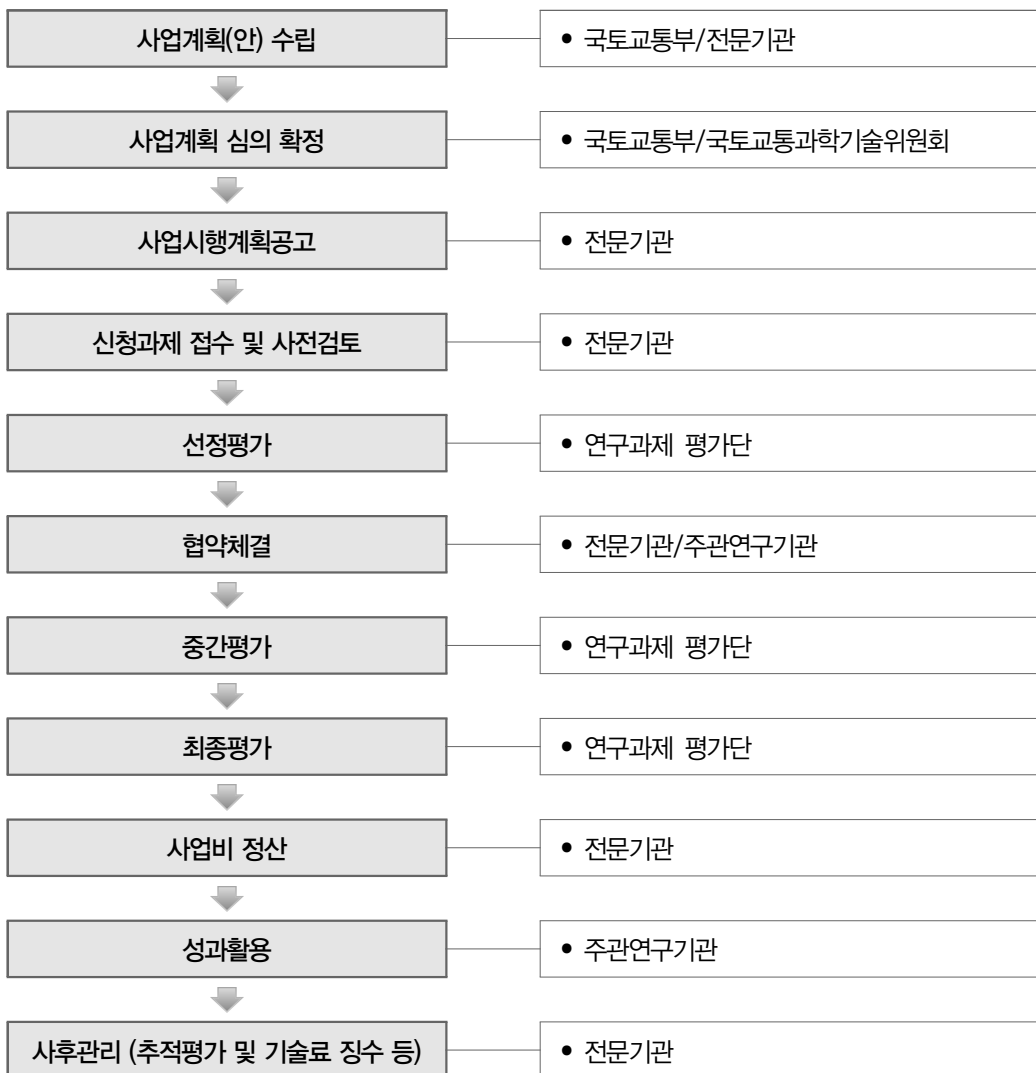 사업계획(안) 수립
• 국토교통부/전문기관
사업계획 심의 확정
• 국토교통부/국토교통과학기술위원회
사업시행계획공고
• 전문기관
신청과제 접수 및 사전검토
• 전문기관
선정평가
• 연구과제 평가단
협약체결
• 전문기관/주관연구기관
중간평가
• 연구과제 평가단
최종평가
• 연구과제 평가단
사업비 정산
• 전문기관
성과활용
• 주관연구기관
사후관리 (추적평가 및 기술료 징수 등)
• 전문기관